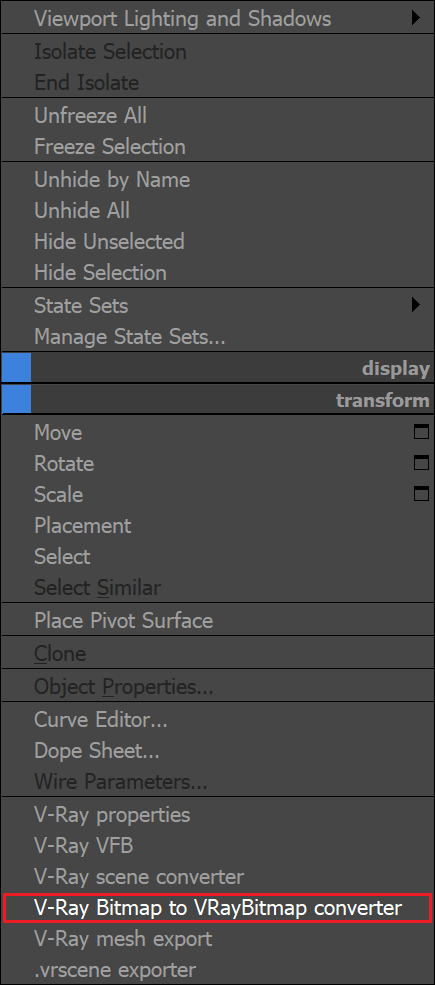 Viewport Lighting and Shadows
Isolate Selection
End Isolate
Unfreeze All
Freeze Selection
Unhide by Name
Unhide All
Hide Unselected
Hide Selection
State Sets
Manage State Sets...
display
transform
Move
Rotate
Scale
Placement
Select
Select Similar
Place Pivot Surface
Clone
Object Properties...
Curve Editor...
Dope Sheet...
Wire Parameters...
V-Ray properties
V-Ray VFB
V-Ray scene converter
V-Ray Bitmap to VRayBitmap converter
V-Ray mesh export
.vrscene exporter